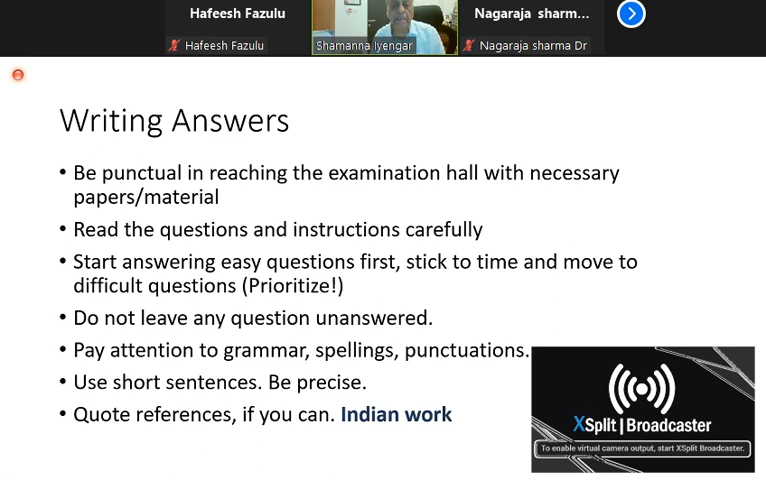 Hafeesh Fazulu
Nagaraja sharm...
Hafeesh Fazulu
Shamanna Iyengar
Nagaraja sharma Dr
Writing Answers
• Be punctual in reaching the examination hall with necessary
papers/material
• Read the questions and instructions carefully
• Start answering easy questions first, stick to time and move to
difficult questions (Prioritize!)
• Do not leave any question unanswered.
• Pay attention to grammar, spellings, punctuations.
• Use short sentences. Be precise.
• Quote references, if you can. Indian work
XSplit | Broadcaster
To enable virtual camera output, start XSplit Broadcaster.